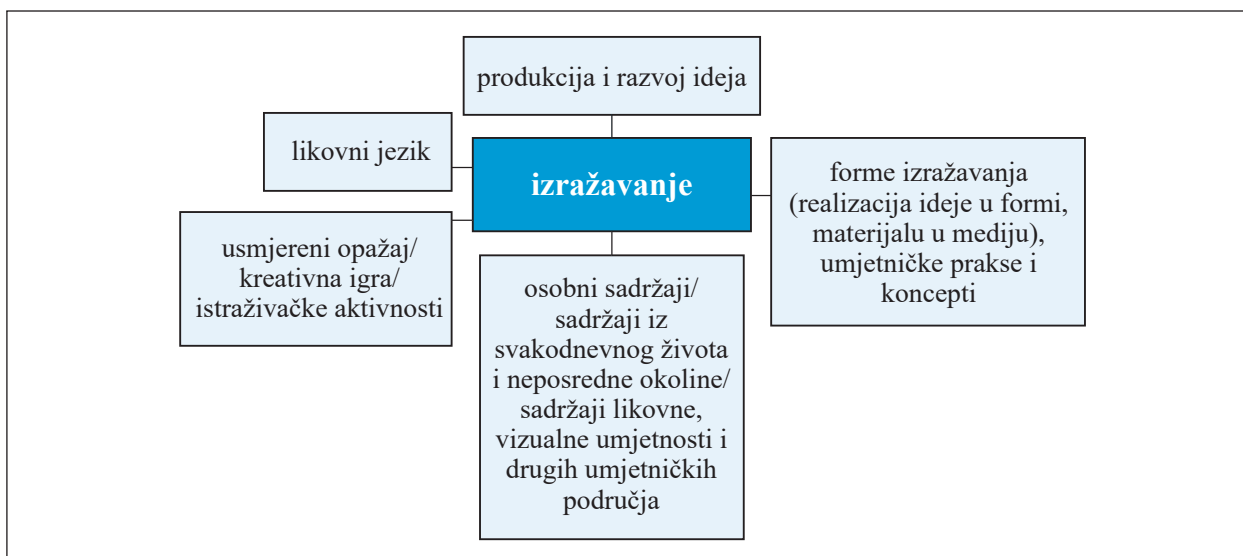 produkcija i razvoj ideja
likovni jezik
izražavanje
forme izražavanja
(realizacija ideje u formi,
materijalu u mediju),
umjetničke prakse i
koncepti
usmjereni opažaj/
kreativna igra/
istraživačke aktivnosti
osobni sadržaji/
sadržaji iz
svakodnevnog života
i neposredne okoline/
sadržaji likovne,
vizualne umjetnosti i
drugih umjetničkih
područja